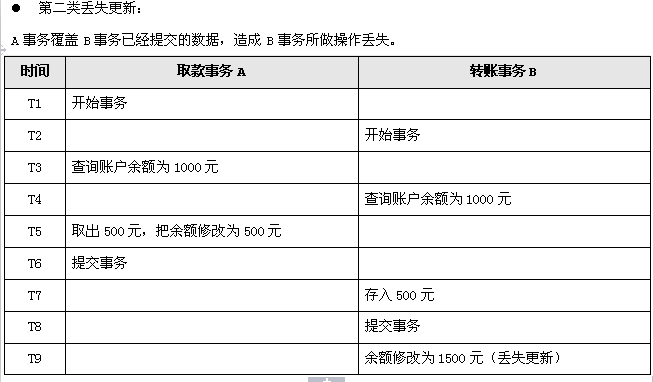 ● 第二类丢失更新：
A 事务覆盖 B 事务已经提交的数据，造成 B 事务所做操作丢失。
时间 取款事务 A 转账事务 B
T1 开始事务
T2 开始事务
T3 查询账户余额为 1000 元
T4 查询账户余额为 1000 元
T5 取出 500 元，把余额修改为 500 元
T6 提交事务
T7 存入 500 元
T8 提交事务
T9 余额修改为 1500 元（丢失更新）